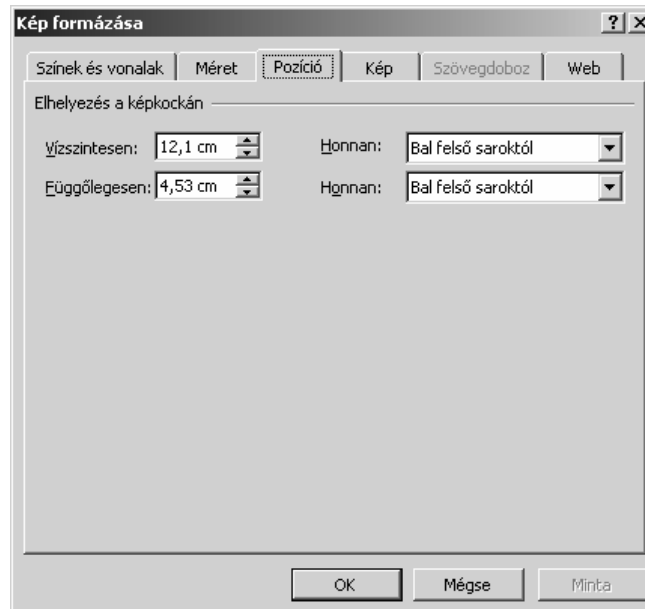 Kép formázása
Színek és vonalak Méret Pozíció Kép Szövegdoboz Web
Elhelyezés a képkockán
Vízszintesen: 12,1 cm Honnan: Bal felső saroktól
Függőlegesen: 4,53 cm Honnan: Bal felső saroktól
OK Mégse Minta